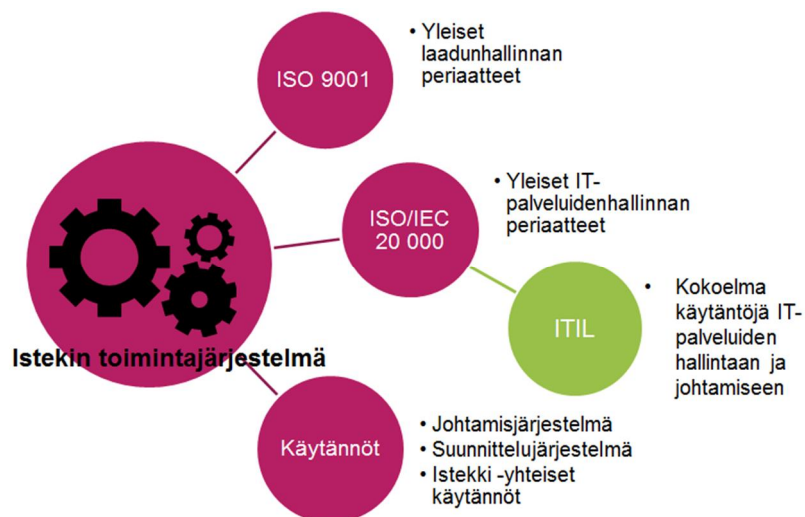 ISO 9001
• Yleiset
laadunhallinnan
periaatteet
ISO/IEC
20 000
• Yleiset IT-
palveluidenhallinnan
periaatteet
ITIL
• Kokoelma
käytäntöjä IT-
palveluiden
hallintaan ja
johtamiseen
Istekin toimintajärjestelmä
Käytännöt
• Johtamisjärjestelmä
• Suunnittelujärjestelmä
• Istekki -yhteiset
käytännöt